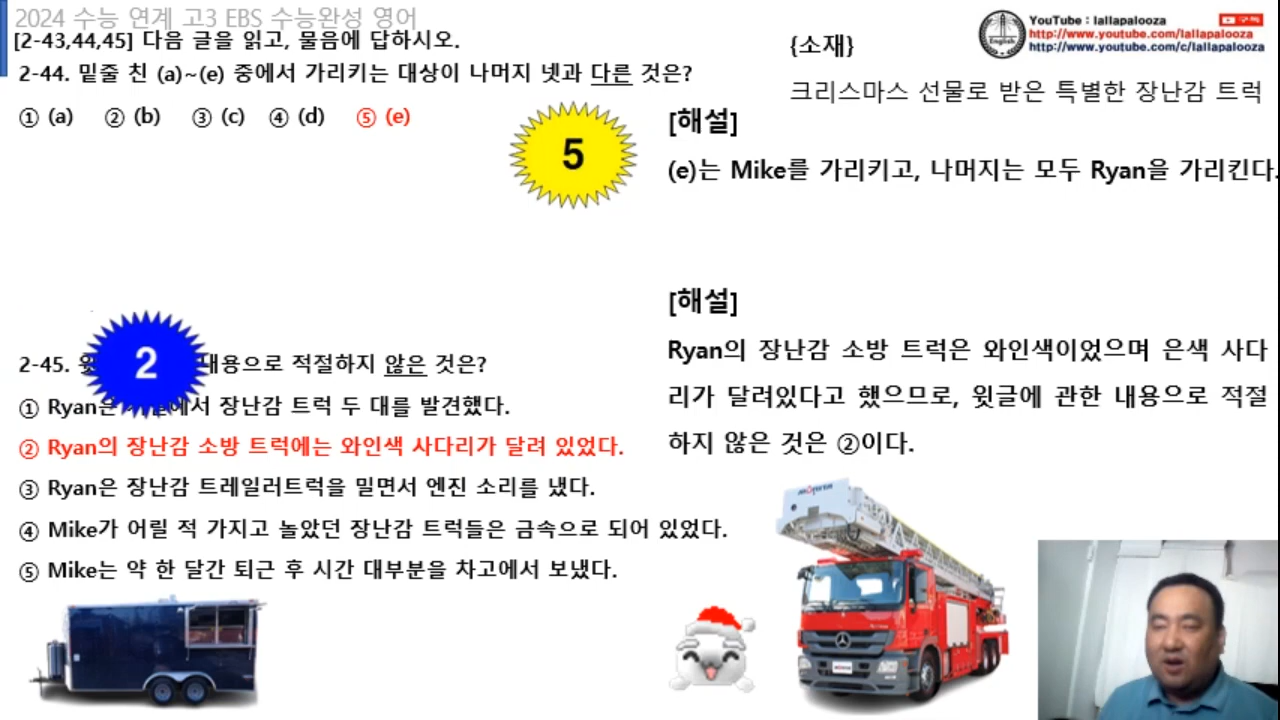 2024 수능 연계 고3 EBS 수능완성 영어
[2-43,44,45] 다음 글을 읽고, 물음에 답하시오.
2-44. 밑줄 친 (a)~(e) 중에서 가리키는 대상이 나머지 넷과 다른 것은?
① (a) ② (b) ③ (c) ④ (d) ⑤ (e)
5
{소재}
크리스마스 선물로 받은 특별한 장난감 트럭
YouTube : lallapalooza
구독
http://www.youtube.com/lallapalooza
http://www.youtube.com/c/lallapalooza
English
[해설]
(e)는 Mike를 가리키고, 나머지는 모두 Ryan을 가리킨다.
2
2-45. 내용으로 적절하지 않은 것은?
① Ryan은 장난감 트럭 두 대를 발견했다.
② Ryan의 장난감 소방 트럭에는 와인색 사다리가 달려 있었다.
③ Ryan은 장난감 트레일러트럭을 밀면서 엔진 소리를 냈다.
④ Mike가 어릴 적 가지고 놀았던 장난감 트럭들은 금속으로 되어 있었다.
⑤ Mike는 약 한 달간 퇴근 후 시간 대부분을 차고에서 보냈다.
[해설]
Ryan의 장난감 소방 트럭은 와인색이었으며 은색 사다
리가 달려있다고 했으므로, 윗글에 관한 내용으로 적절
하지 않은 것은 ②이다.